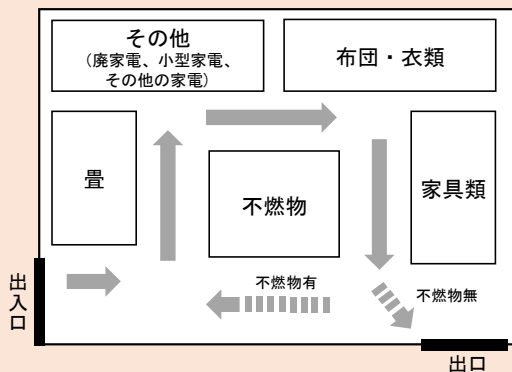 その他
（廃家電、小型家電、
その他の家電）
布団・衣類
畳
不燃物
家具類
出入口
不燃物有
不燃物無
出口